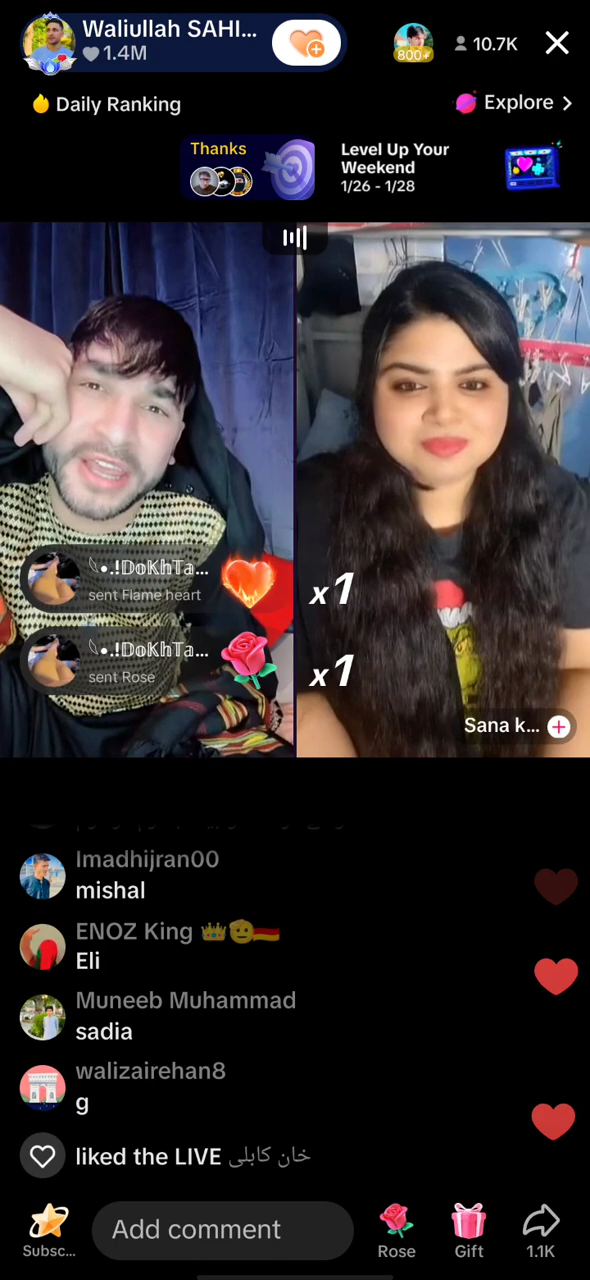 Waliullah SAHI...
1.4M
800
10.7K
Daily Ranking
Explore
Thanks
Level Up Your
Weekend
1/26 - 1/28
.!𝔻𝕠𝕂𝕙𝕋𝕒...
sent Flame heart
x1
.!𝔻𝕠𝕂𝕙𝕋𝕒...
sent Rose
x1
Sana k...
Imadhijran00
mishal
ENOZ King 👑🫡🇩🇪
Eli
Muneeb Muhammad
sadia
walizairehan8
g
liked the LIVE خان کابلی
Subsc...
Add comment
Rose
Gift
1.1K